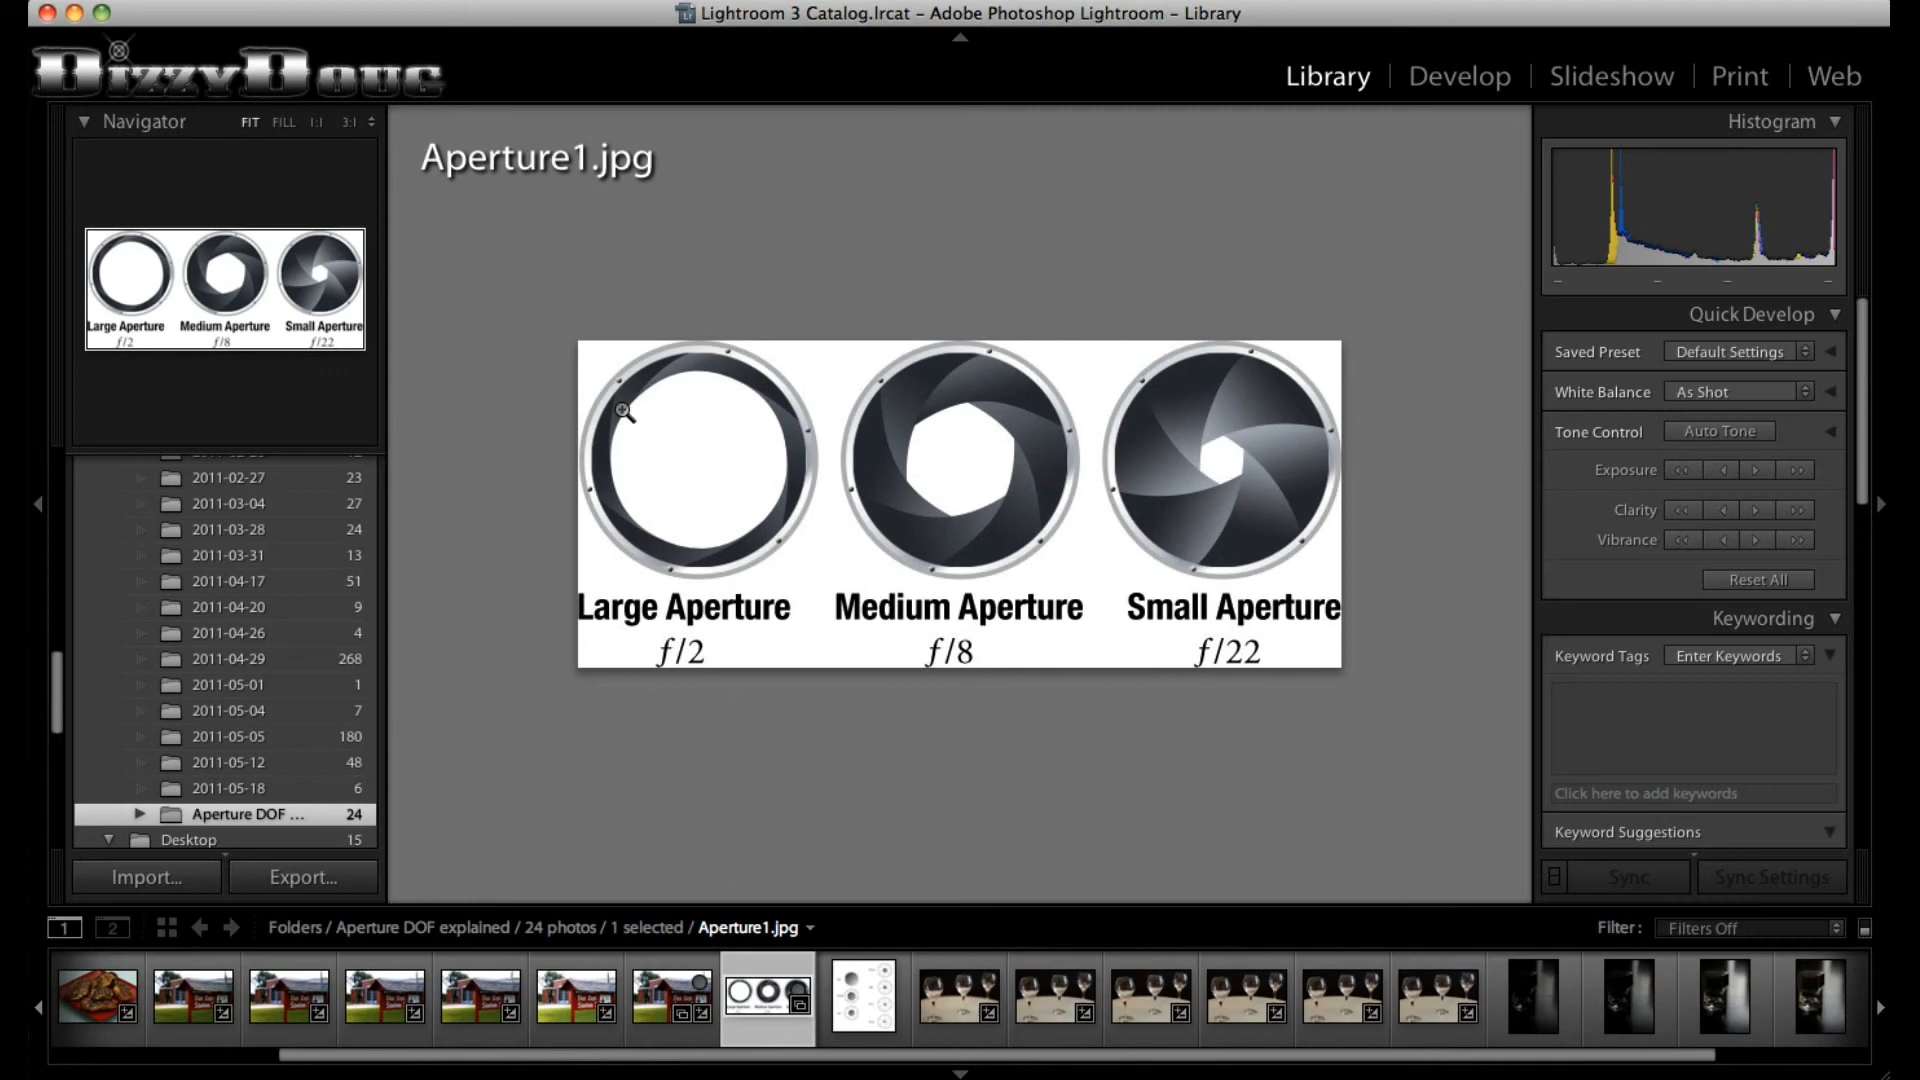 Lightroom 3 Catalog.lrcat – Adobe Photoshop Lightroom – Library
DizzyDoug
Library | Develop | Slideshow | Print | Web
Navigator FIT FILL 1:1 3:1
Large Aperture Medium Aperture Small Aperture
ƒ/2 ƒ/8 ƒ/22
2011-02-27 23
2011-03-04 27
2011-03-28 24
2011-03-31 13
2011-04-17 51
2011-04-20 9
2011-04-26 4
2011-04-29 268
2011-05-01 1
2011-05-04 7
2011-05-05 180
2011-05-12 48
2011-05-18 6
Aperture DOF ... 24
Desktop 15
Import... Export...
Aperture1.jpg
Large Aperture Medium Aperture Small Aperture
ƒ/2 ƒ/8 ƒ/22
Histogram
Quick Develop
Saved Preset Default Settings
White Balance As Shot
Tone Control Auto Tone
Exposure
Clarity
Vibrance
Reset All
Keywording
Keyword Tags Enter Keywords
Click here to add keywords
Keyword Suggestions
Sync Sync Settings
1 2 Folders / Aperture DOF explained / 24 photos / 1 selected / Aperture1.jpg
Filter : Filters Off